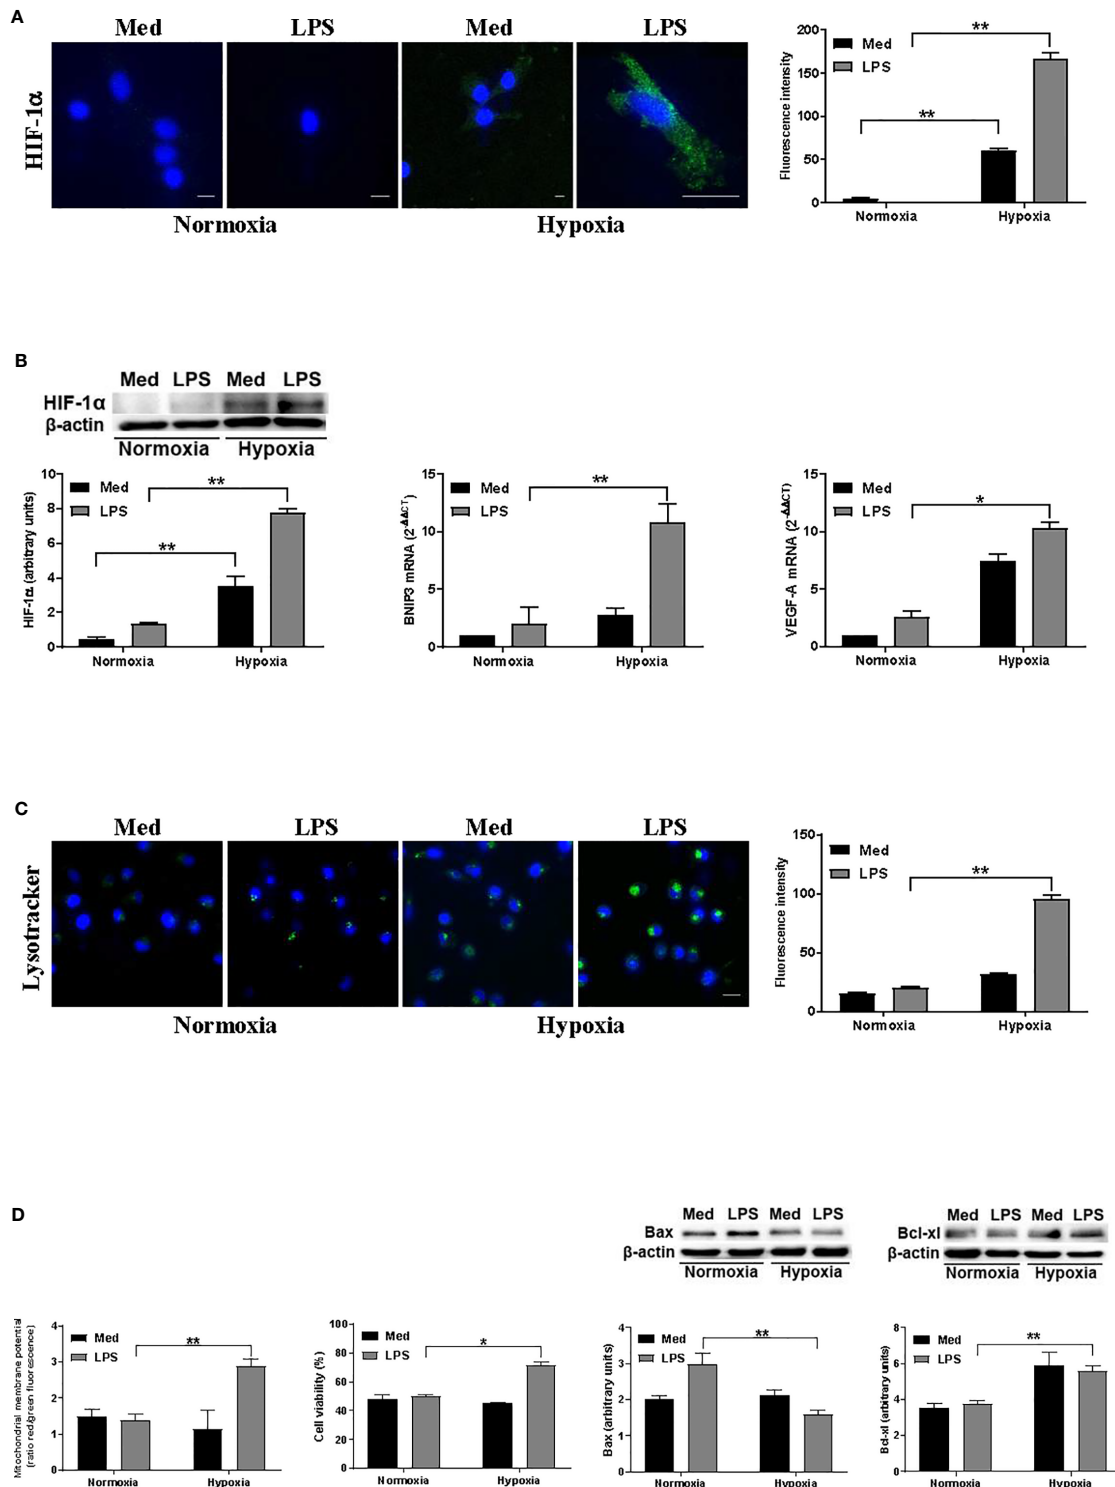 A
Med LPS Med LPS
HIF-1α
Normoxia Hypoxia
Fluorescence intensity
200
150
100
50
0
Med
LPS
**
**
Normoxia Hypoxia
B
Med LPS Med LPS
HIF-1α
β-actin
Normoxia Hypoxia
HIF-1α (arbitrary units)
10
8
6
4
2
0
Med
LPS
**
**
Normoxia Hypoxia
BNIP3 mRNA (2-ΔΔCT)
15
10
5
0
Med
LPS
**
Normoxia Hypoxia
VEGF-A mRNA (2-ΔΔCT)
15
10
5
0
Med
LPS
*
Normoxia Hypoxia
C
Med LPS Med LPS
Lysotracker
Normoxia Hypoxia
Fluorescence intensity
150
100
50
0
Med
LPS
**
Normoxia Hypoxia
D
Mitochondrial membrane potential
(ratio red/green fluorescence)
4
3
2
1
0
Med
LPS
**
Normoxia Hypoxia
Cell viability (%)
100
80
60
40
20
0
Med
LPS
*
Normoxia Hypoxia
Med LPS Med LPS
Bax
β-actin
Normoxia Hypoxia
Bax (arbitrary units)
4
3
2
1
0
Med
LPS
**
Normoxia Hypoxia
Med LPS Med LPS
Bcl-xl
β-actin
Normoxia Hypoxia
Bcl-xl (arbitrary units)
8
6
4
2
0
Med
LPS
**
Normoxia Hypoxia